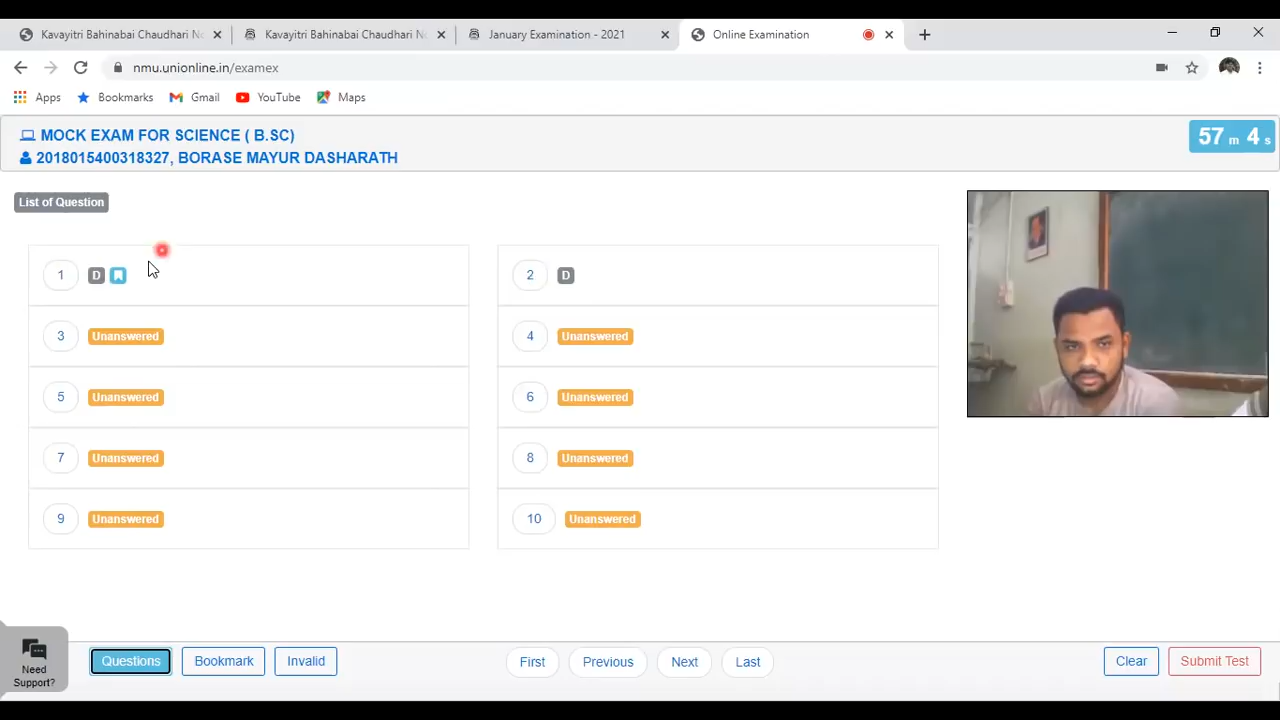 Kavayitri Bahinabai Chaudhari No
Kavayitri Bahinabai Chaudhari No
January Examination - 2021
Online Examination
nmu.unionline.in/examex
Apps
Bookmarks
Gmail
YouTube
Maps
MOCK EXAM FOR SCIENCE ( B.SC)
2018015400318327, BORASE MAYUR DASHARATH
57 m 4 s
List of Question
1 D
2 D
3 Unanswered
4 Unanswered
5 Unanswered
6 Unanswered
7 Unanswered
8 Unanswered
9 Unanswered
10 Unanswered
Need
Support?
Questions
Bookmark
Invalid
First
Previous
Next
Last
Clear
Submit Test